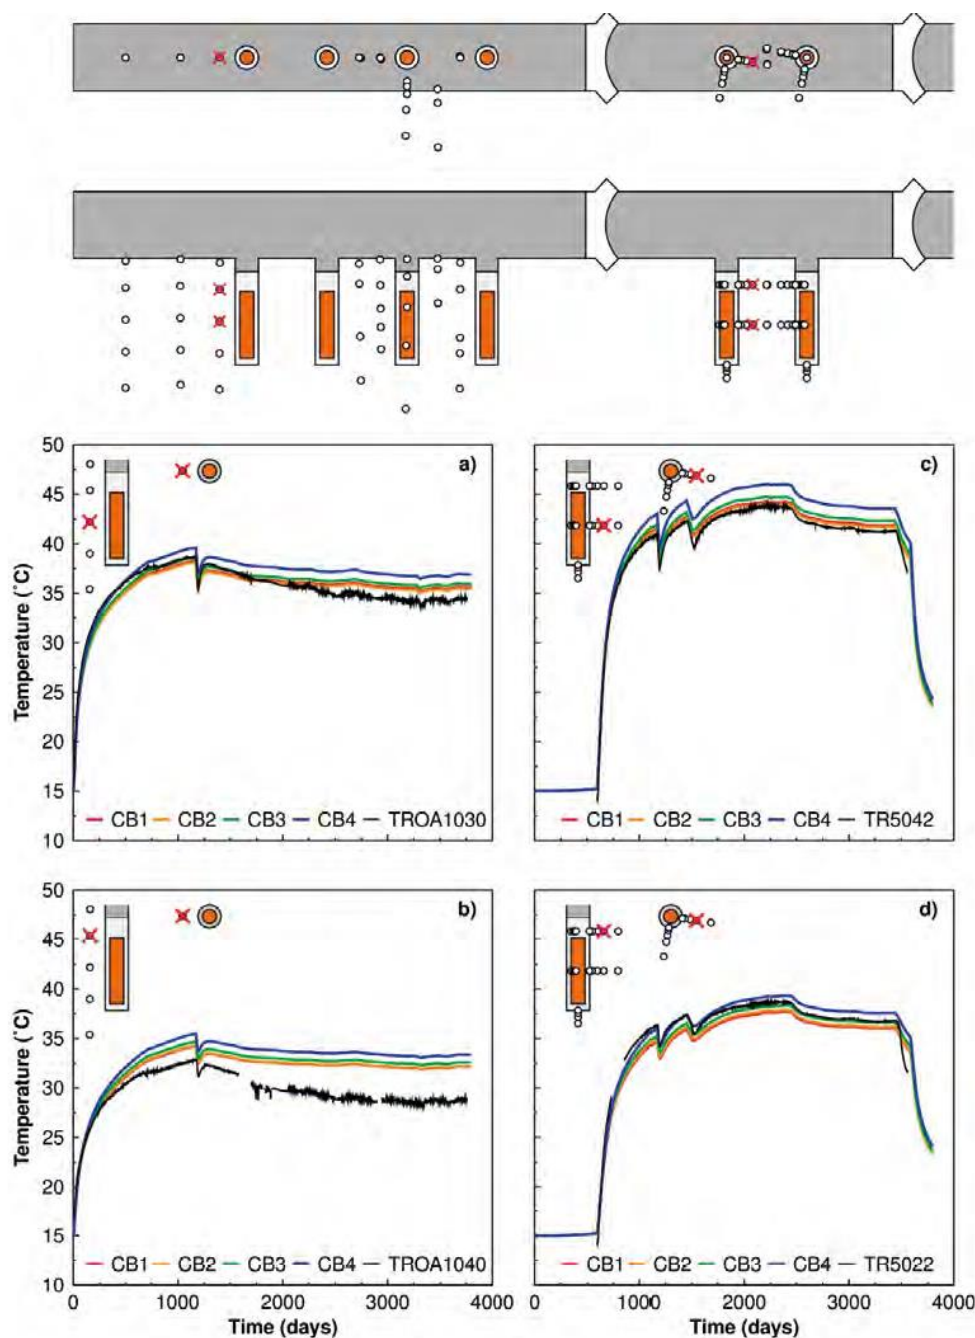 50
45
40
35
30
25
20
15
10
Temperature (˚C)
a)
CB1 CB2 CB3 CB4 TROA1030
c)
CB1 CB2 CB3 CB4 TR5042
50
45
40
35
30
25
20
15
10
Temperature (˚C)
b)
CB1 CB2 CB3 CB4 TROA1040
0 1000 2000 3000 4000
Time (days)
d)
CB1 CB2 CB3 CB4 TR5022
0 1000 2000 3000 4000
Time (days)